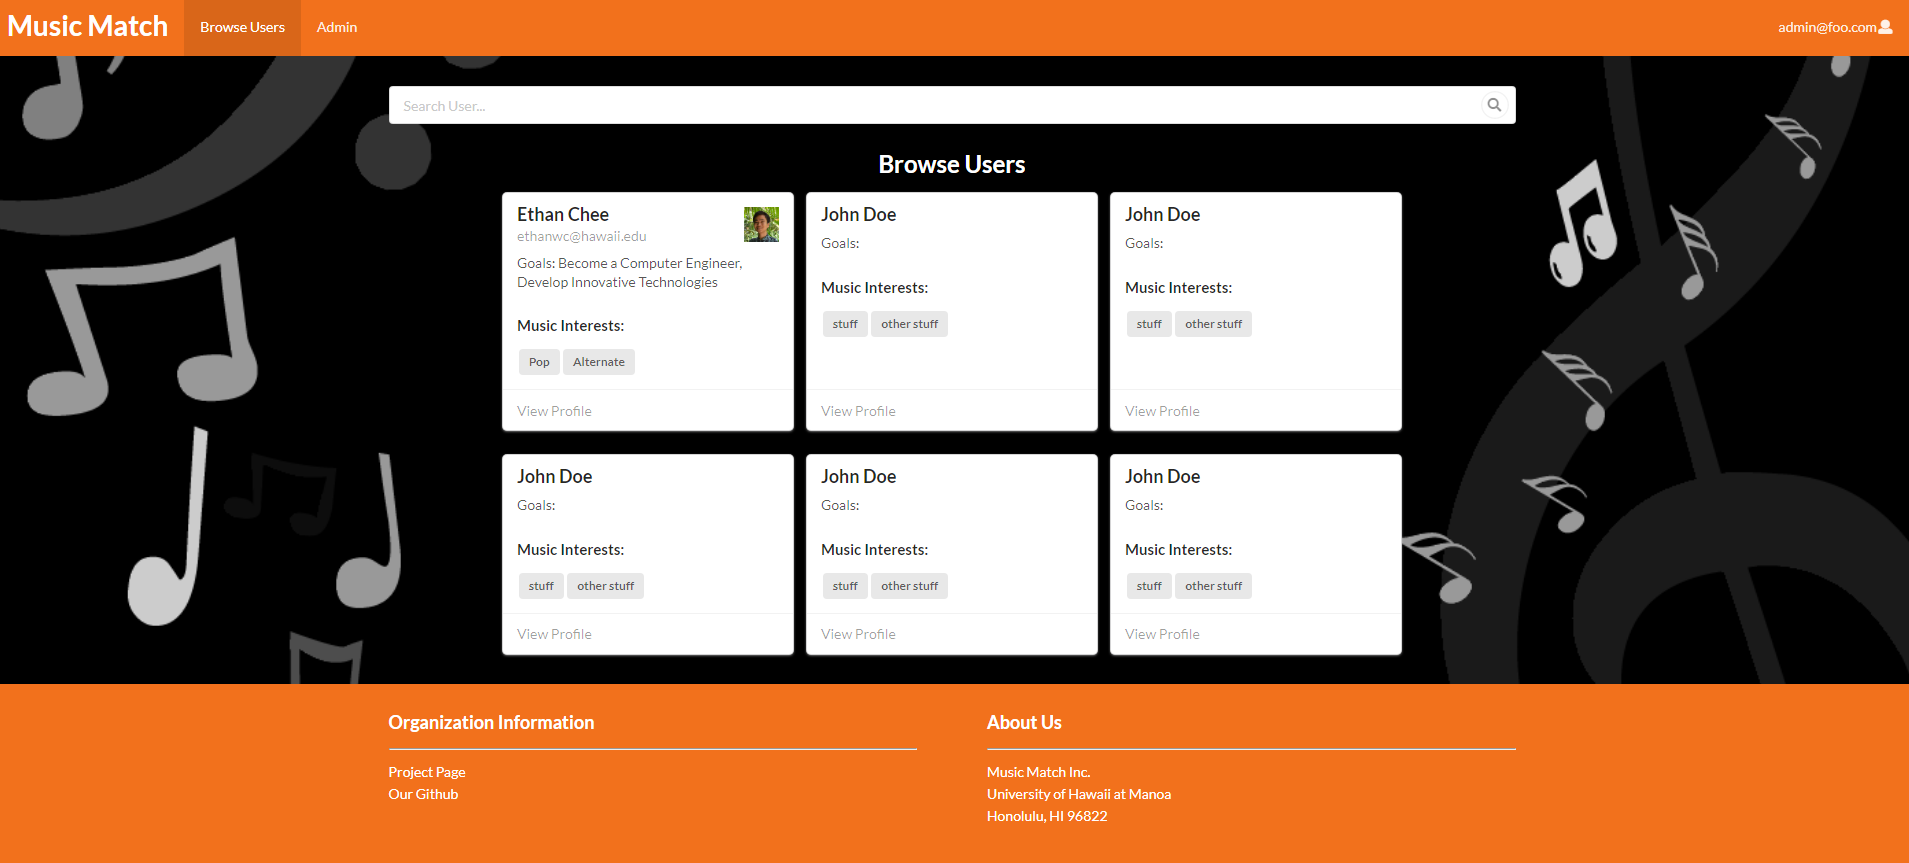 Music Match
Browse Users
Admin
admin@foo.com
Search User...
Browse Users
Ethan Chee
ethanwc@hawaii.edu
Goals: Become a Computer Engineer,
Develop Innovative Technologies
Music Interests:
Pop
Alternate
View Profile
John Doe
Goals:
Music Interests:
stuff
other stuff
View Profile
John Doe
Goals:
Music Interests:
stuff
other stuff
View Profile
John Doe
Goals:
Music Interests:
stuff
other stuff
View Profile
John Doe
Goals:
Music Interests:
stuff
other stuff
View Profile
John Doe
Goals:
Music Interests:
stuff
other stuff
View Profile
Organization Information
Project Page
Our Github
About Us
Music Match Inc.
University of Hawaii at Manoa
Honolulu, HI 96822